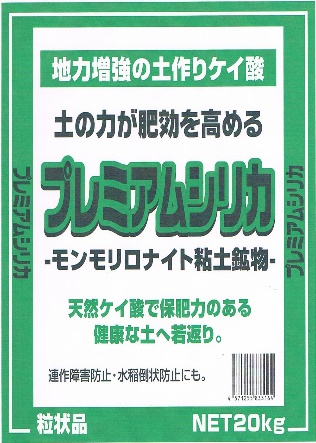 地力増強の土作りケイ酸
土の力が肥効を高める
プレミアムシリカ
-モンモリロナイト粘土鉱物-
プレミアムシリカ
プレミアムシリカ
天然ケイ酸で保肥力のある
健康な土へ若返り。
連作障害防止・水稲倒状防止にも。
粒状品
NET20kg